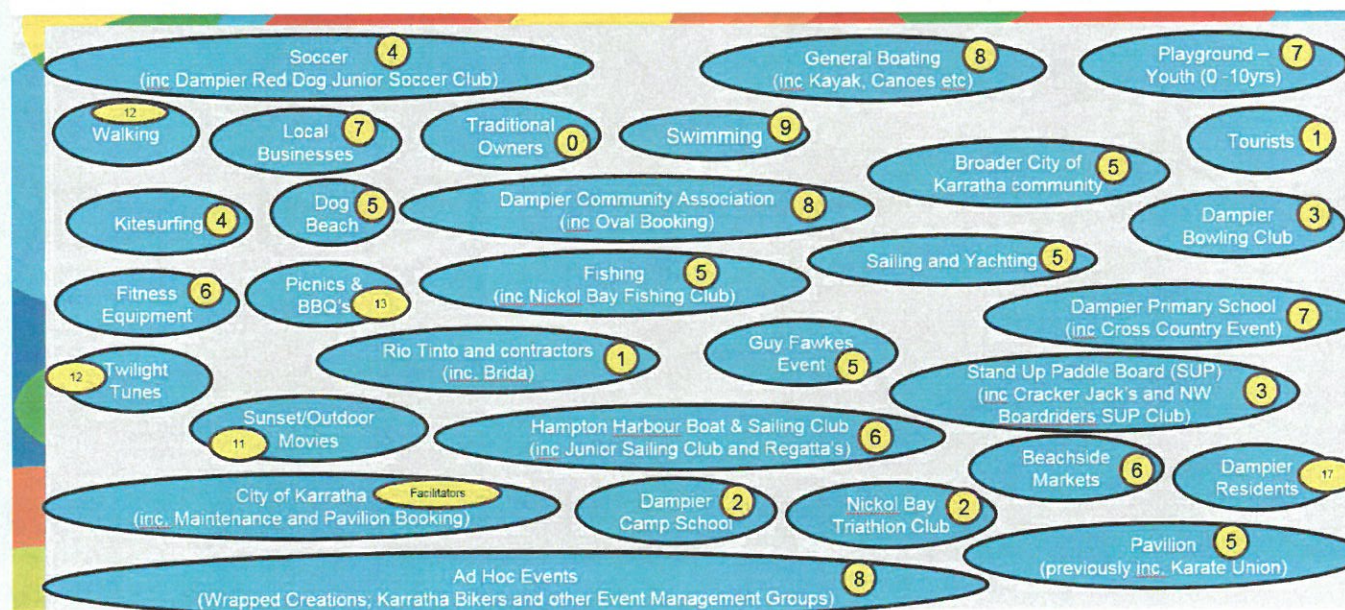 Soccer 4
(inc Dampier Red Dog Junior Soccer Club)
General Boating 8
(inc Kayak, Canoes etc)
Playground – 7
Youth (0 -10yrs)
12
Walking
Local 7
Businesses
Traditional
Owners 0
Swimming 9
Tourists 1
Broader City of 5
Karratha community
Kitesurfing 4
Dog 5
Beach
Dampier Community Association 8
(inc Oval Booking)
Dampier 3
Bowling Club
Sailing and Yachting 5
Fitness 6
Equipment
Picnics &
BBQ's 13
Fishing 5
(inc Nickol Bay Fishing Club)
Dampier Primary School
(inc Cross Country Event) 7
12 Twilight
Tunes
Rio Tinto and contractors 1
(inc. Brida)
Guy Fawkes
Event 5
Stand Up Paddle Board (SUP)
(inc Cracker Jack's and NW 3
Boardriders SUP Club)
Sunset/Outdoor
11 Movies
Hampton Harbour Boat & Sailing Club
(inc Junior Sailing Club and Regatta's) 6
Beachside
Markets 6
Dampier
Residents 17
City of Karratha Facilitators
(inc. Maintenance and Pavilion Booking)
Dampier 2
Camp School
Nickol Bay 2
Triathlon Club
Pavilion 5
(previously inc. Karate Union)
Ad Hoc Events 8
(Wrapped Creations; Karratha Bikers and other Event Management Groups)